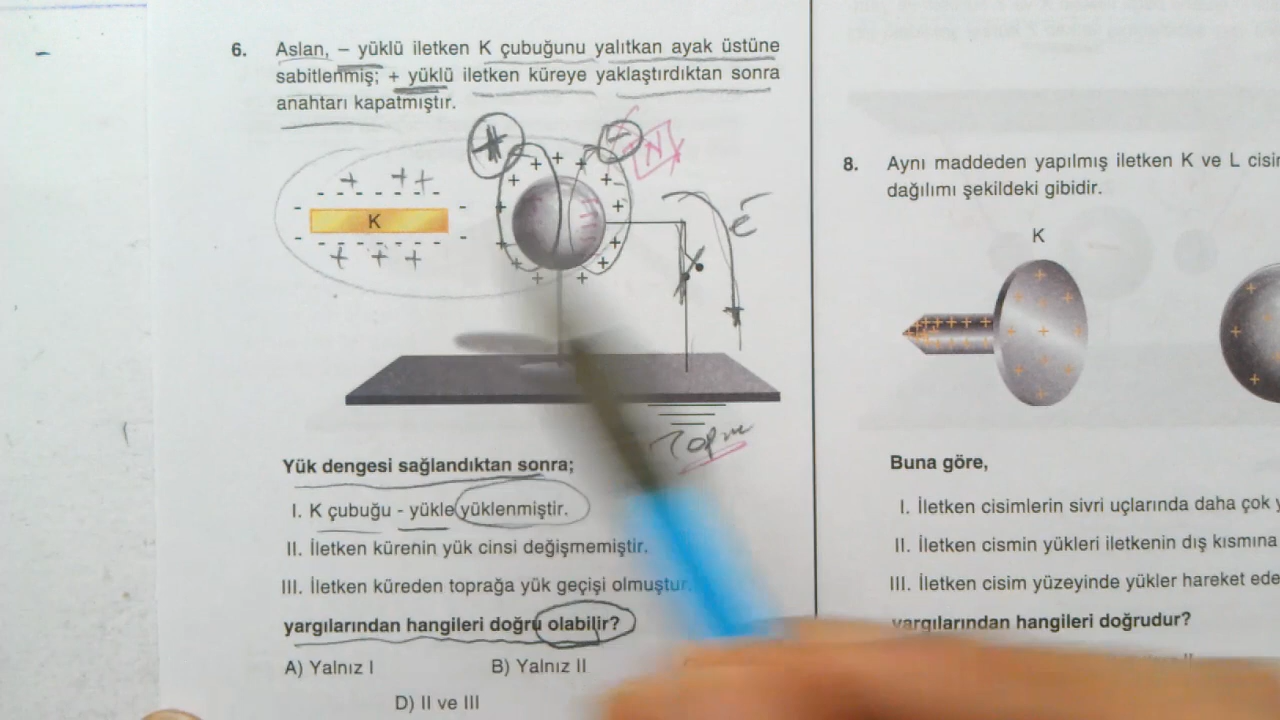 6. Aslan, – yüklü iletken K çubuğunu yalıtkan ayak üstüne
sabitlenmiş; + yüklü iletken küreye yaklaştırdıktan sonra
anahtarı kapatmıştır.
N
K
e
Yük dengesi sağlandıktan sonra;
I. K çubuğu - yükle yüklenmiştir.
II. İletken kürenin yük cinsi değişmemiştir.
III. İletken küreden toprağa yük geçişi olmuştur.
yargılarından hangileri doğru olabilir?
A) Yalnız I B) Yalnız II
D) II ve III
8. Aynı maddeden yapılmış iletken K ve L
dağılımı şekildeki gibidir.
K
Buna göre,
I. İletken cisimlerin sivri uçlarında daha çok
II. İletken cismin yükleri iletkenin dış kısmına
III. İletken cisim yüzeyinde yükler hareket
yargılarından hangileri doğrudur?